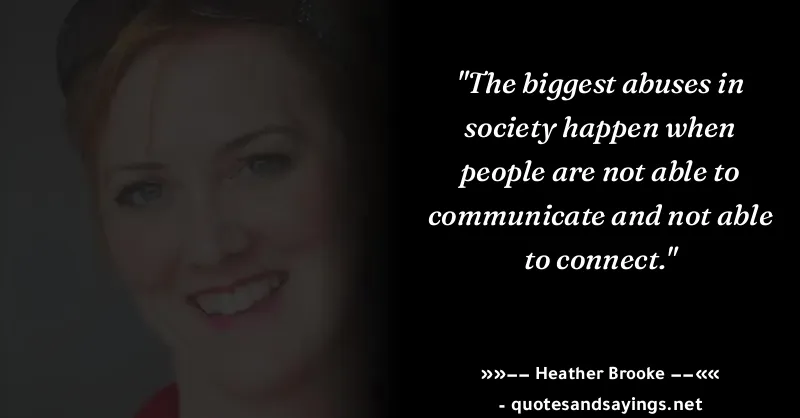 "The biggest abuses in
society happen when
people are not able to
communicate and not able
to connect."
»»−− Heather Brooke −−««
- quotesandsayings.net